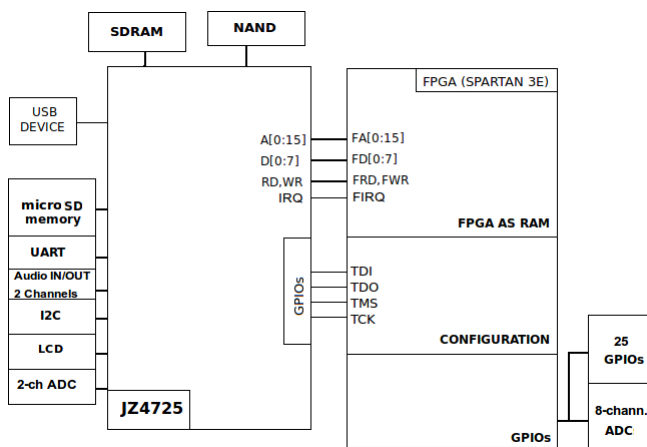 SDRAM
NAND
FPGA (SPARTAN 3E)
USB
DEVICE
A[0:15]
FA[0:15]
D[0:7]
FD[0:7]
RD,WR
FRD,FWR
IRQ
FIRQ
FPGA AS RAM
micro SD
memory
UART
Audio IN/OUT
2 Channels
I2C
LCD
2-ch ADC
GPIOs
TDI
TDO
TMS
TCK
CONFIGURATION
JZ4725
25
GPIOs
8-chann.
ADC
GPIOs